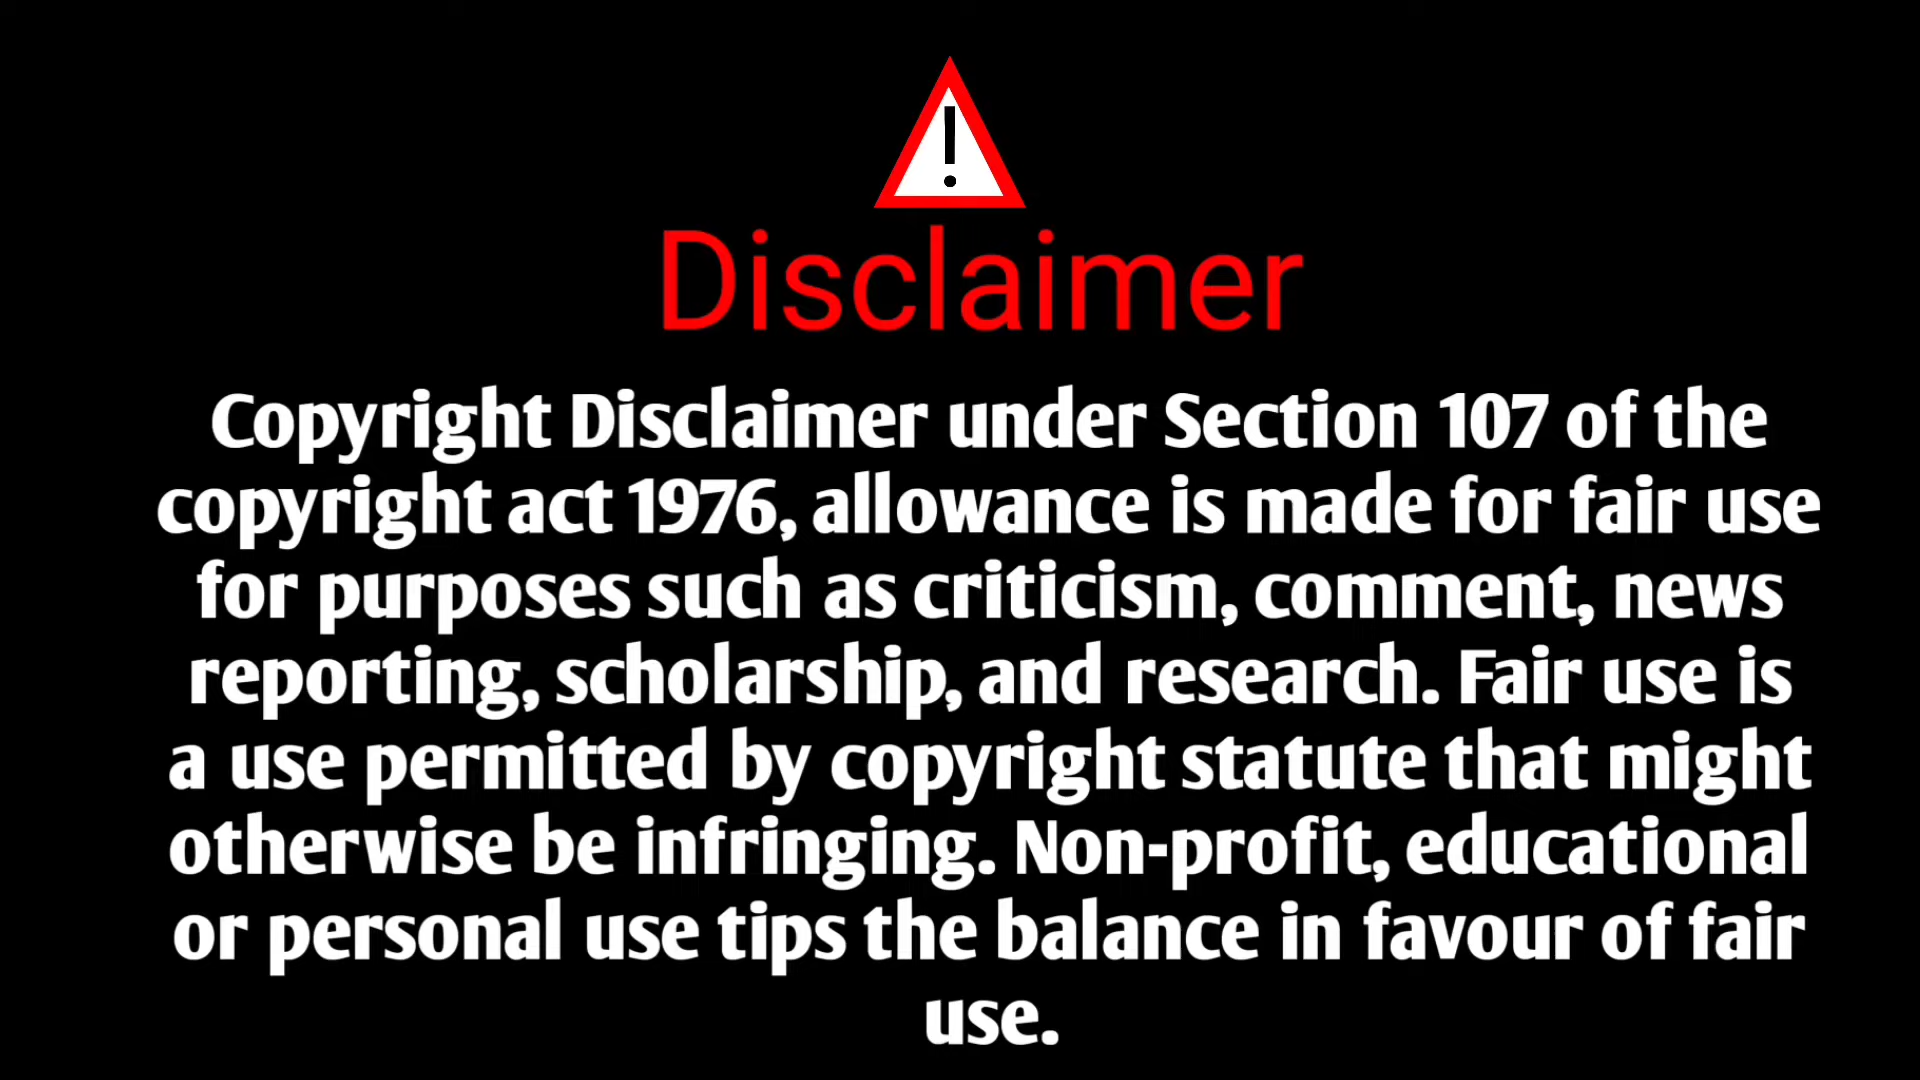 Disclaimer
Copyright Disclaimer under Section 107 of the
copyright act 1976, allowance is made for fair use
for purposes such as criticism, comment, news
reporting, scholarship, and research. Fair use is
a use permitted by copyright statute that might
otherwise be infringing. Non-profit, educational
or personal use tips the balance in favour of fair
use.